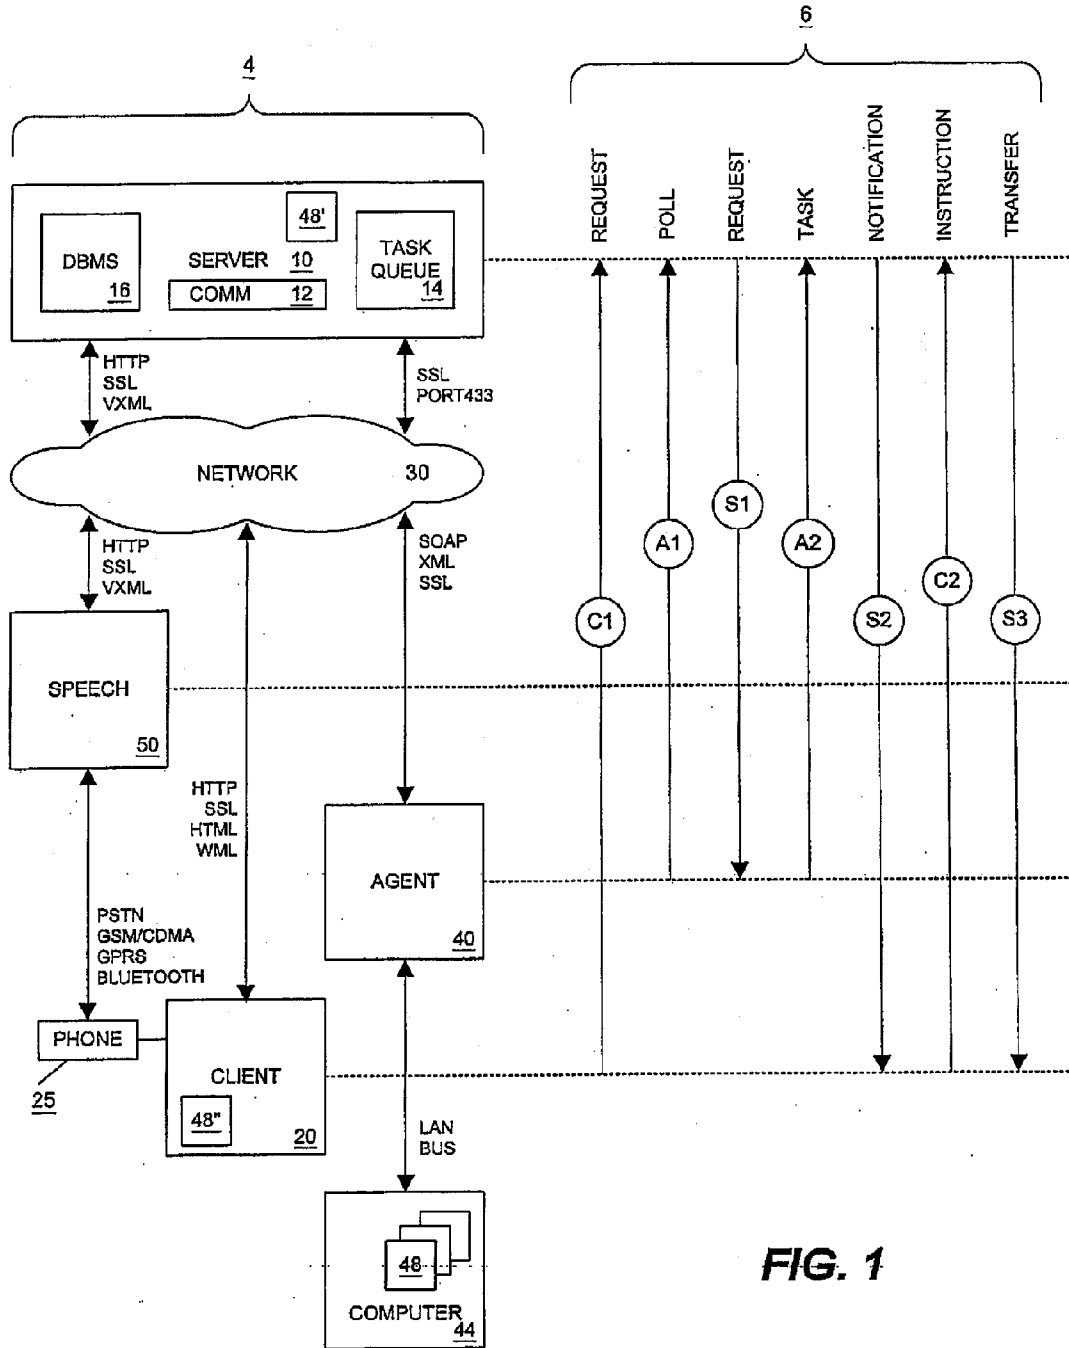 6
4
REQUEST
POLL
REQUEST
TASK
NOTIFICATION
INSTRUCTION
TRANSFER
48'
DBMS
16
SERVER 10
COMM 12
TASK
QUEUE
14
HTTP
SSL
VXML
SSL
PORT433
NETWORK 30
HTTP
SSL
VXML
SOAP
XML
SSL
S1
A1
A2
C2
C1
S2
S3
SPEECH
50
HTTP
SSL
HTML
WML
AGENT
40
PSTN
GSM/CDMA
GPRS
BLUETOOTH
PHONE
25
CLIENT
48"
20
LAN
BUS
48
COMPUTER
44
FIG. 1